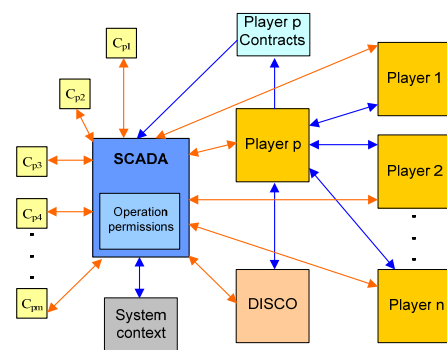 Player p
Contracts
Cp1
Cp2
Cp3
Cp4
Cpm
SCADA
Operation
permissions
Player p
Player 1
Player 2
Player n
System
context
DISCO